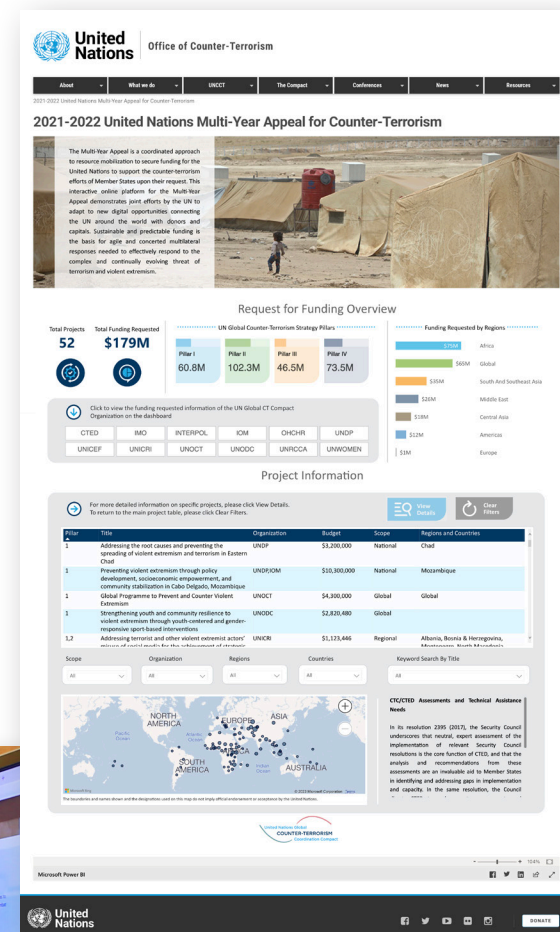 United
Nations
Office of Counter-Terrorism
About
What we do
UNCCT
The Compact
Conferences
News
Resources
2021-2022 United Nations Multi-Year Appeal for Counter-Terrorism
2021-2022 United Nations Multi-Year Appeal for Counter-Terrorism
The Multi-Year Appeal is a coordinated approach
to resource mobilization to secure funding for the
United Nations to support the counter-terrorism
efforts of Member States upon their request. This
interactive online platform for the Multi-Year
Appeal demonstrates joint efforts by the UN to
adapt to new digital opportunities connecting
the UN around the world with donors and
capitals. Sustainable and predictable funding is
the basis for agile and concerted multilateral
responses needed to effectively respond to the
complex and continually evolving threat of
terrorism and violent extremism.
Request for Funding Overview
Total Projects
52
Total Funding Requested
$179M
UN Global Counter-Terrorism Strategy Pillars
Pillar I
60.8M
Pillar II
102.3M
Pillar III
46.5M
Pillar IV
73.5M
Funding Requested by Regions
$75M Africa
$65M Global
$35M South And Southeast Asia
$26M Middle East
$18M Central Asia
$12M Americas
$1M Europe
Click to view the funding requested information of the UN Global CT Compact
Organization on the dashboard
CTED IMO INTERPOL IOM OHCHR UNDP
UNICEF UNICRI UNOCT UNODC UNRCCA UNWOMEN
Project Information
For more detailed information on specific projects, please click View Details.
To return to the main project table, please click Clear Filters.
View
Details
Clear
Filters
Pillar Title Organization Budget Scope Regions and Countries
1 Addressing the root causes and preventing the UNDP $3,200,000 National Chad
spreading of violent extremism and terrorism in Eastern
Chad
1 Preventing violent extremism through policy UNDP,IOM $10,300,000 National Mozambique
development, socioeconomic empowerment, and
community stabilization in Cabo Delgado, Mozambique
1 Global Programme to Prevent and Counter Violent UNOCT $4,300,000 Global Global
Extremism
1 Strengthening youth and community resilience to UNODC $2,820,480 Global
violent extremism through youth-centered and gender-
responsive sport-based interventions
1,2 Addressing terrorist and other violent extremist actors' UNICRI $1,123,446 Regional Albania, Bosnia & Herzegovina,
misuse of social media for the achievement of strategic Montenegro, North Macedonia
Scope Organization Regions Countries Keyword Search By Title
All All All All All
NORTH
AMERICA
EUROPE
ASIA
Pacific
Ocean
Atlantic
Ocean
AFRICA
SOUTH
AMERICA
Indian
Ocean
AUSTRALIA
Microsoft Bing
© 2023 Microsoft Corporation Terms
The boundaries and names shown and the designations used on this map do not imply official endorsement or acceptance by the United Nations.
CTC/CTED Assessments and Technical Assistance
Needs
In its resolution 2395 (2017), the Security Council
underscores that neutral, expert assessment of the
implementation of relevant Security Council
resolutions is the core function of CTED, and that the
analysis and recommendations from these
assessments are an invaluable aid to Member States
in identifying and addressing gaps in implementation
and capacity. In the same resolution, the Council
United Nations Global
COUNTER-TERRORISM
Coordination Compact
- + 104%
Microsoft Power BI
United
Nations
DONATE